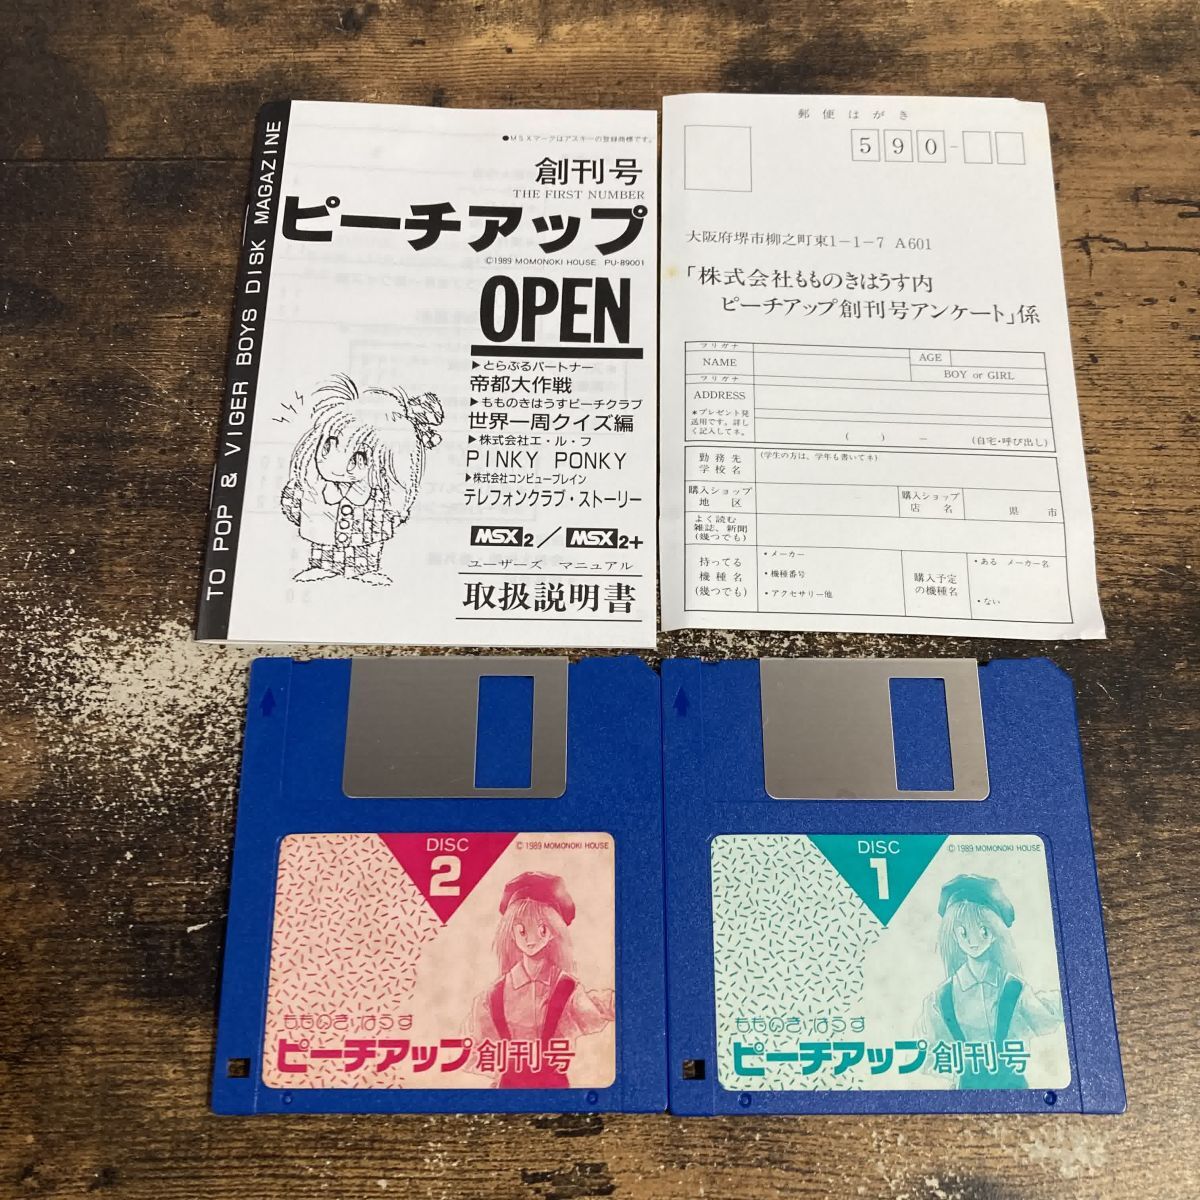 TO POP & VIGER BOYS DISK MAGAZINE
●MSXマークはアスキーの登録商標です。
創刊号
THE FIRST NUMBER
ピーチアップ
©1989 MOMONOKI HOUSE. PU-89001
OPEN
▶とらぶるパートナー
帝都大作戦
▶もものきはうすピーチクラブ
世界一周クイズ編
▶株式会社エ・ル・フ
PINKY PONKY
▶株式会社コンピューブレイン
テレフォンクラブ・ストーリー
MSX2／MSX2+
ユーザーズ マニュアル
取扱説明書
郵便はがき
590-
大阪府堺市柳之町東1-1-7 A601
「株式会社もものきはうす内
ピーチアップ創刊号アンケート」係
フリガナ
NAME
AGE
BOY or GIRL
フリガナ
ADDRESS
*プレゼント発
送用です。詳し
く記入してネ。
( ) － (自宅・呼び出し)
勤務先
学校名
(学生の方は、学年も書いてネ)
購入ショップ
地区
購入ショップ
店名
県 市
よく読む
雑誌、新聞
(幾つでも)
持ってる
機種名
(幾つでも)
・メーカー
・機種番号
・アクセサリー他
購入予定
の機種名
・ある メーカー名
・ない
DISC
2
©1989 MOMONOKI HOUSE
もものきはうす
ピーチアップ創刊号
DISC
1
©1989 MOMONOKI HOUSE
もものきはうす
ピーチアップ創刊号